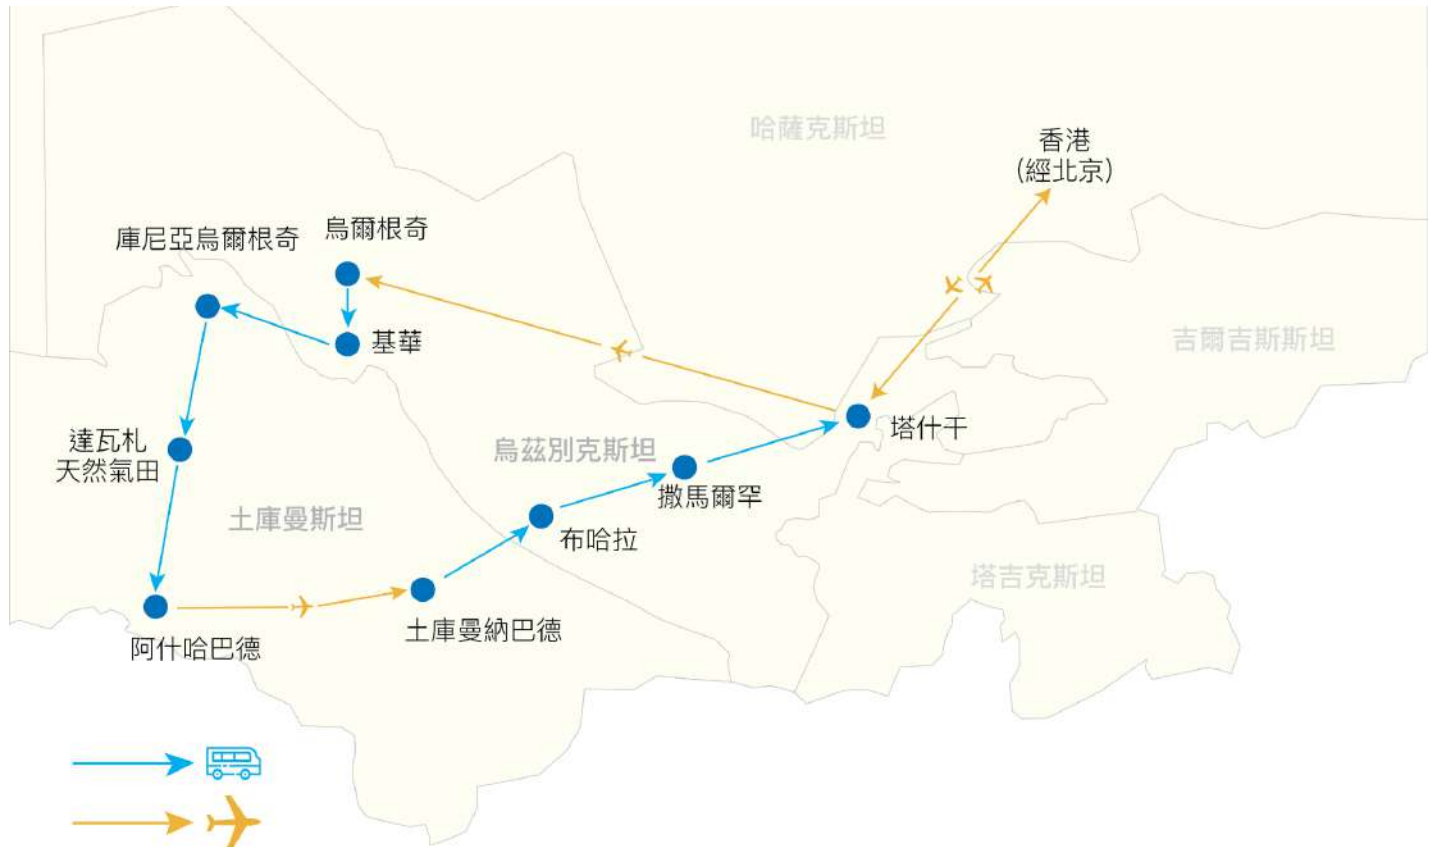 哈薩克斯坦
香港
(經北京)
烏爾根奇
庫尼亞烏爾根奇
基華
吉爾吉斯斯坦
塔什干
達瓦札
天然氣田
烏茲別克斯坦
撒馬爾罕
土庫曼斯坦
布哈拉
塔吉克斯坦
土庫曼納巴德
阿什哈巴德